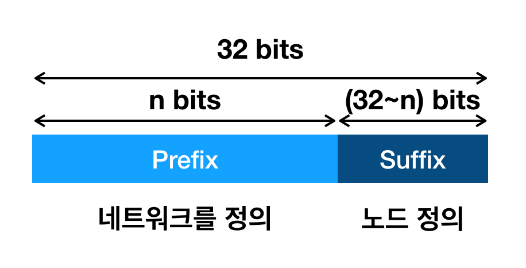 32 bits
n bits
(32~n) bits
Prefix
Suffix
네트워크를 정의
노드 정의